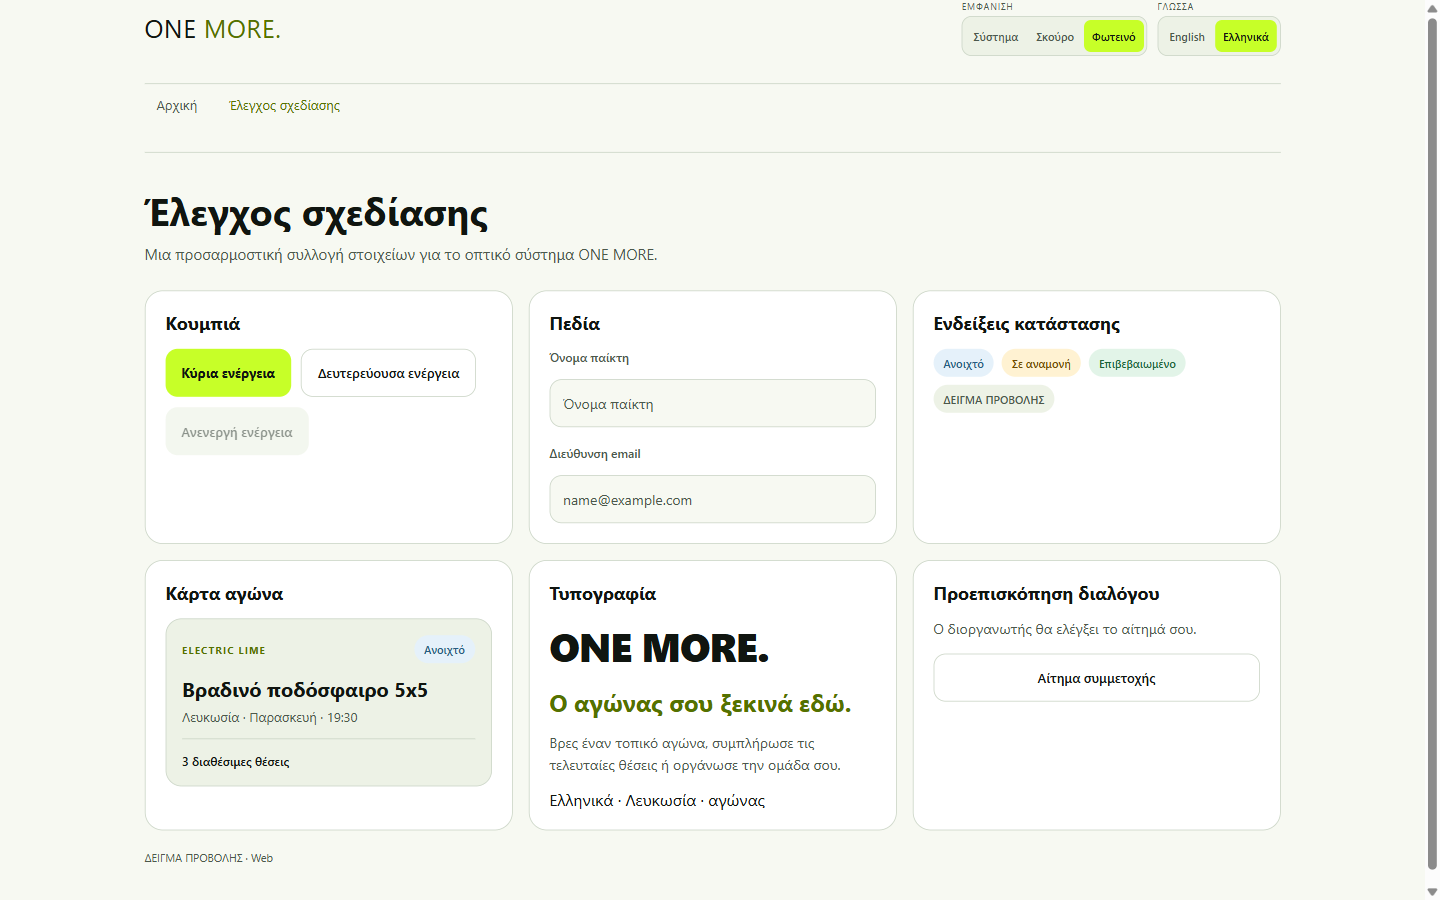 ONE MORE.
ΕΜΦΑΝΙΣΗ
Σύστημα Σκούρο Φωτεινό
ΓΛΩΣΣΑ
English Ελληνικά
Αρχική Έλεγχος σχεδίασης
Έλεγχος σχεδίασης
Μια προσαρμοστική συλλογή στοιχείων για το οπτικό σύστημα ONE MORE.
Κουμπιά
Κύρια ενέργεια Δευτερεύουσα ενέργεια
Ανενεργή ενέργεια
Πεδία
Όνομα παίκτη
Όνομα παίκτη
Διεύθυνση email
name@example.com
Ενδείξεις κατάστασης
Ανοιχτό Σε αναμονή Επιβεβαιωμένο
ΔΕΙΓΜΑ ΠΡΟΒΟΛΗΣ
Κάρτα αγώνα
ELECTRIC LIME Ανοιχτό
Βραδινό ποδόσφαιρο 5x5
Λευκωσία · Παρασκευή · 19:30
3 διαθέσιμες θέσεις
Τυπογραφία
ONE MORE.
Ο αγώνας σου ξεκινά εδώ.
Βρες έναν τοπικό αγώνα, συμπλήρωσε τις
τελευταίες θέσεις ή οργάνωσε την ομάδα σου.
Ελληνικά · Λευκωσία · αγώνας
Προεπισκόπηση διαλόγου
Ο διοργανωτής θα ελέγξει το αίτημά σου.
Αίτημα συμμετοχής
ΔΕΙΓΜΑ ΠΡΟΒΟΛΗΣ · Web